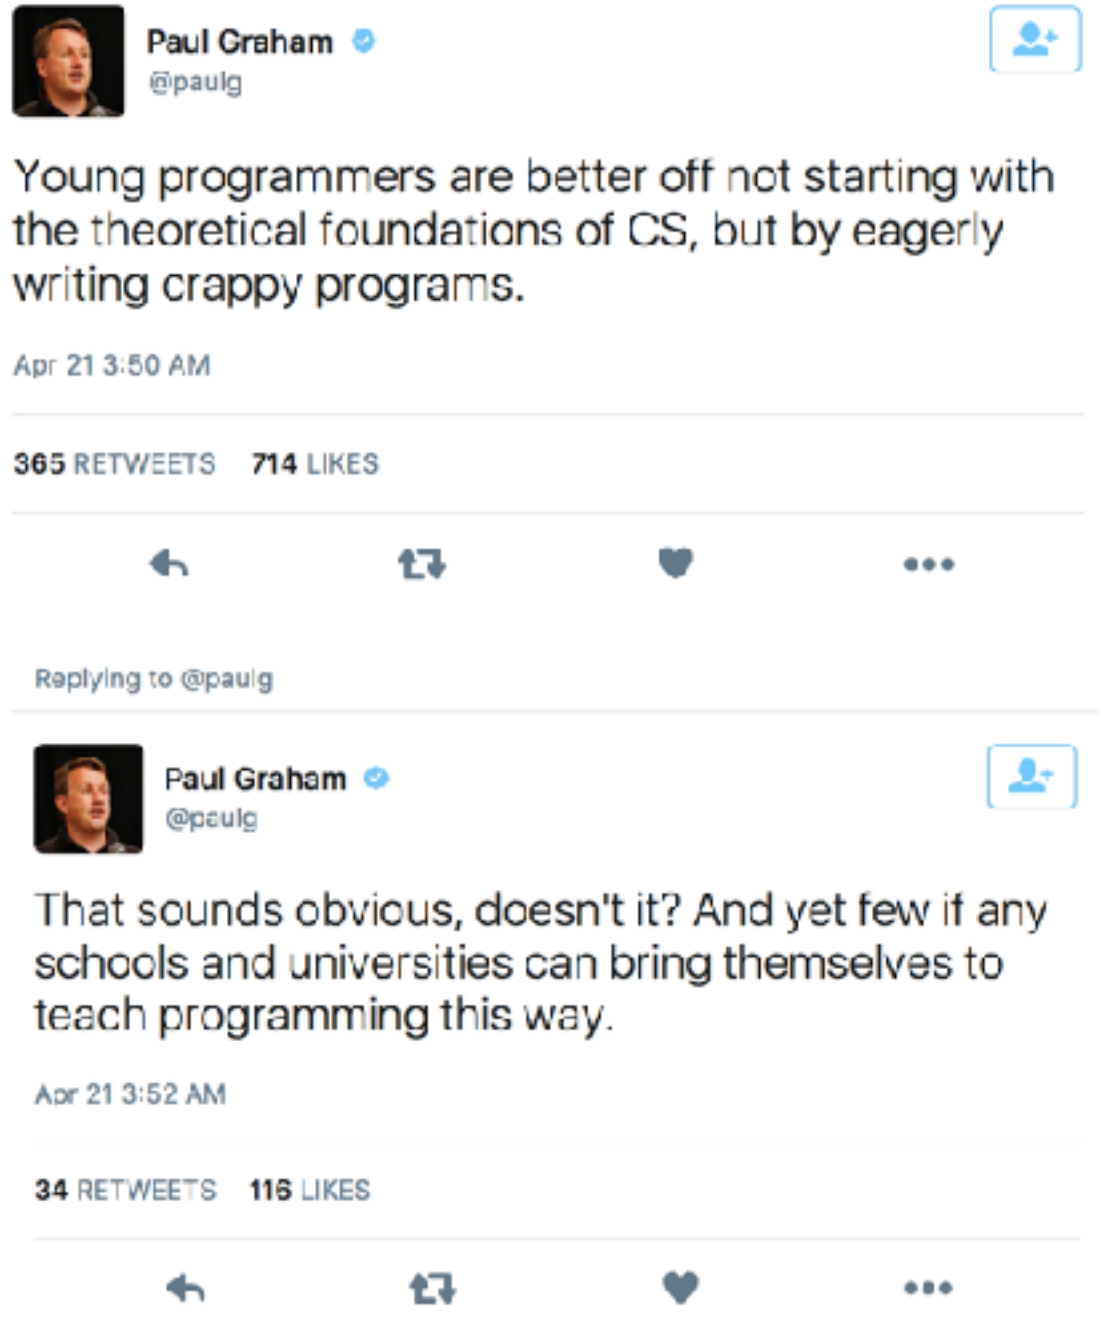 Paul Graham
@paulg
Young programmers are better off not starting with
the theoretical foundations of CS, but by eagerly
writing crappy programs.
Apr 21 3:50 AM
365 RETWEETS 714 LIKES
Replying to @paulg
Paul Graham
@paulg
That sounds obvious, doesn't it? And yet few if any
schools and universities can bring themselves to
teach programming this way.
Apr 21 3:52 AM
34 RETWEETS 116 LIKES